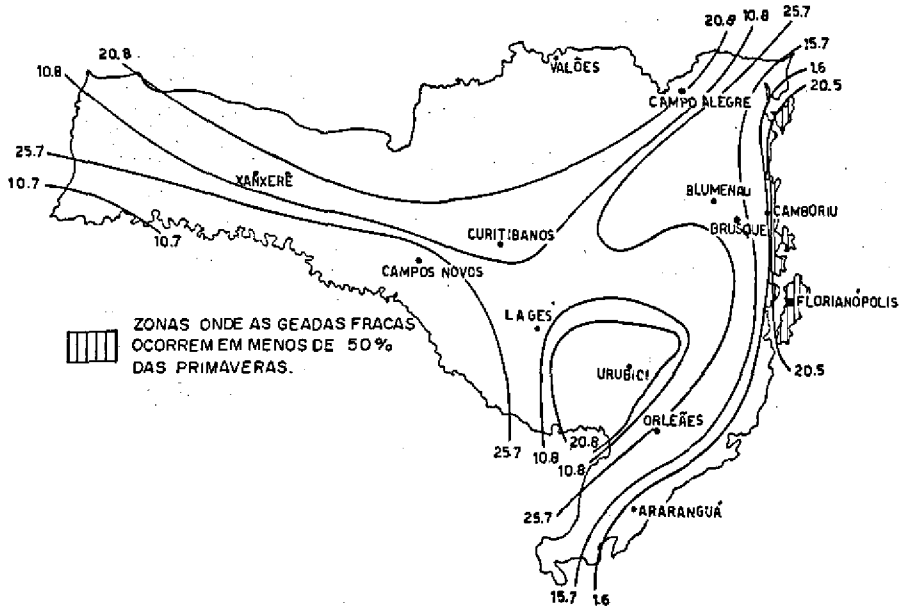 20.8
10.8
25.7
15.7
1.6
20.5
20.8
10.8
VALÕES
CAMPO ALEGRE
25.7
10.7
XANXERÊ
BLUMENAU
CAMBORIU
BRUSQUE
10.7
CURITIBANOS
CAMPOS NOVOS
FLORIANÓPOLIS
LAGES
ZONAS ONDE AS GEADAS FRACAS
OCORREM EM MENOS DE 50%
DAS PRIMAVERAS.
URUBICI
20.5
ORLEÃES
25.7
10.8
20.8
10.8
25.7
ARARANGUÁ
15.7
1.6